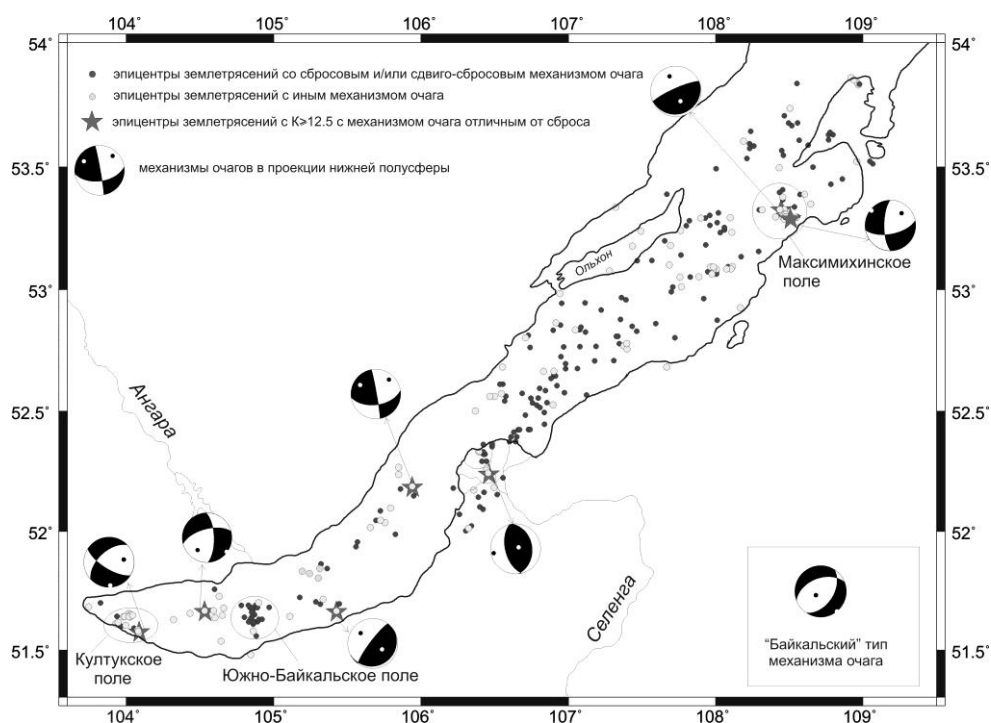 104˚ 105˚ 106˚ 107˚ 108˚ 109˚
54˚ 54˚
эпицентры землетрясений со сбросовым и/или сдвиго-сбросовым механизмом очага
эпицентры землетрясений с иным механизмом очага
эпицентры землетрясений с K>12.5 с механизмом очага отличным от сброса
механизмы очагов в проекции нижней полусферы
53.5˚ 53.5˚
Ольхон
Максимихинское
поле
53˚ 53˚
Ангара
52.5˚ 52.5˚
52˚ 52˚
Селенга
Култукское
поле
Южно-Байкальское поле
"Байкальский" тип
механизма очага
51.5˚ 51.5˚
104˚ 105˚ 106˚ 107˚ 108˚ 109˚